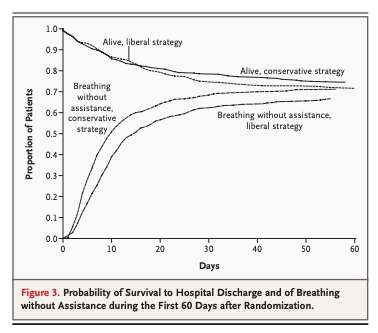 1.0
0.9
0.8
0.7
0.6
0.5
0.4
0.3
0.2
0.1
0.0
Proportion of Patients
Alive, liberal strategy
Alive, conservative strategy
Breathing
without
assistance,
conservative
strategy
Breathing without assistance,
liberal strategy
0
10
20
30
40
50
60
Days
Figure 3. Probability of Survival to Hospital Discharge and of Breathing
without Assistance during the First 60 Days after Randomization.